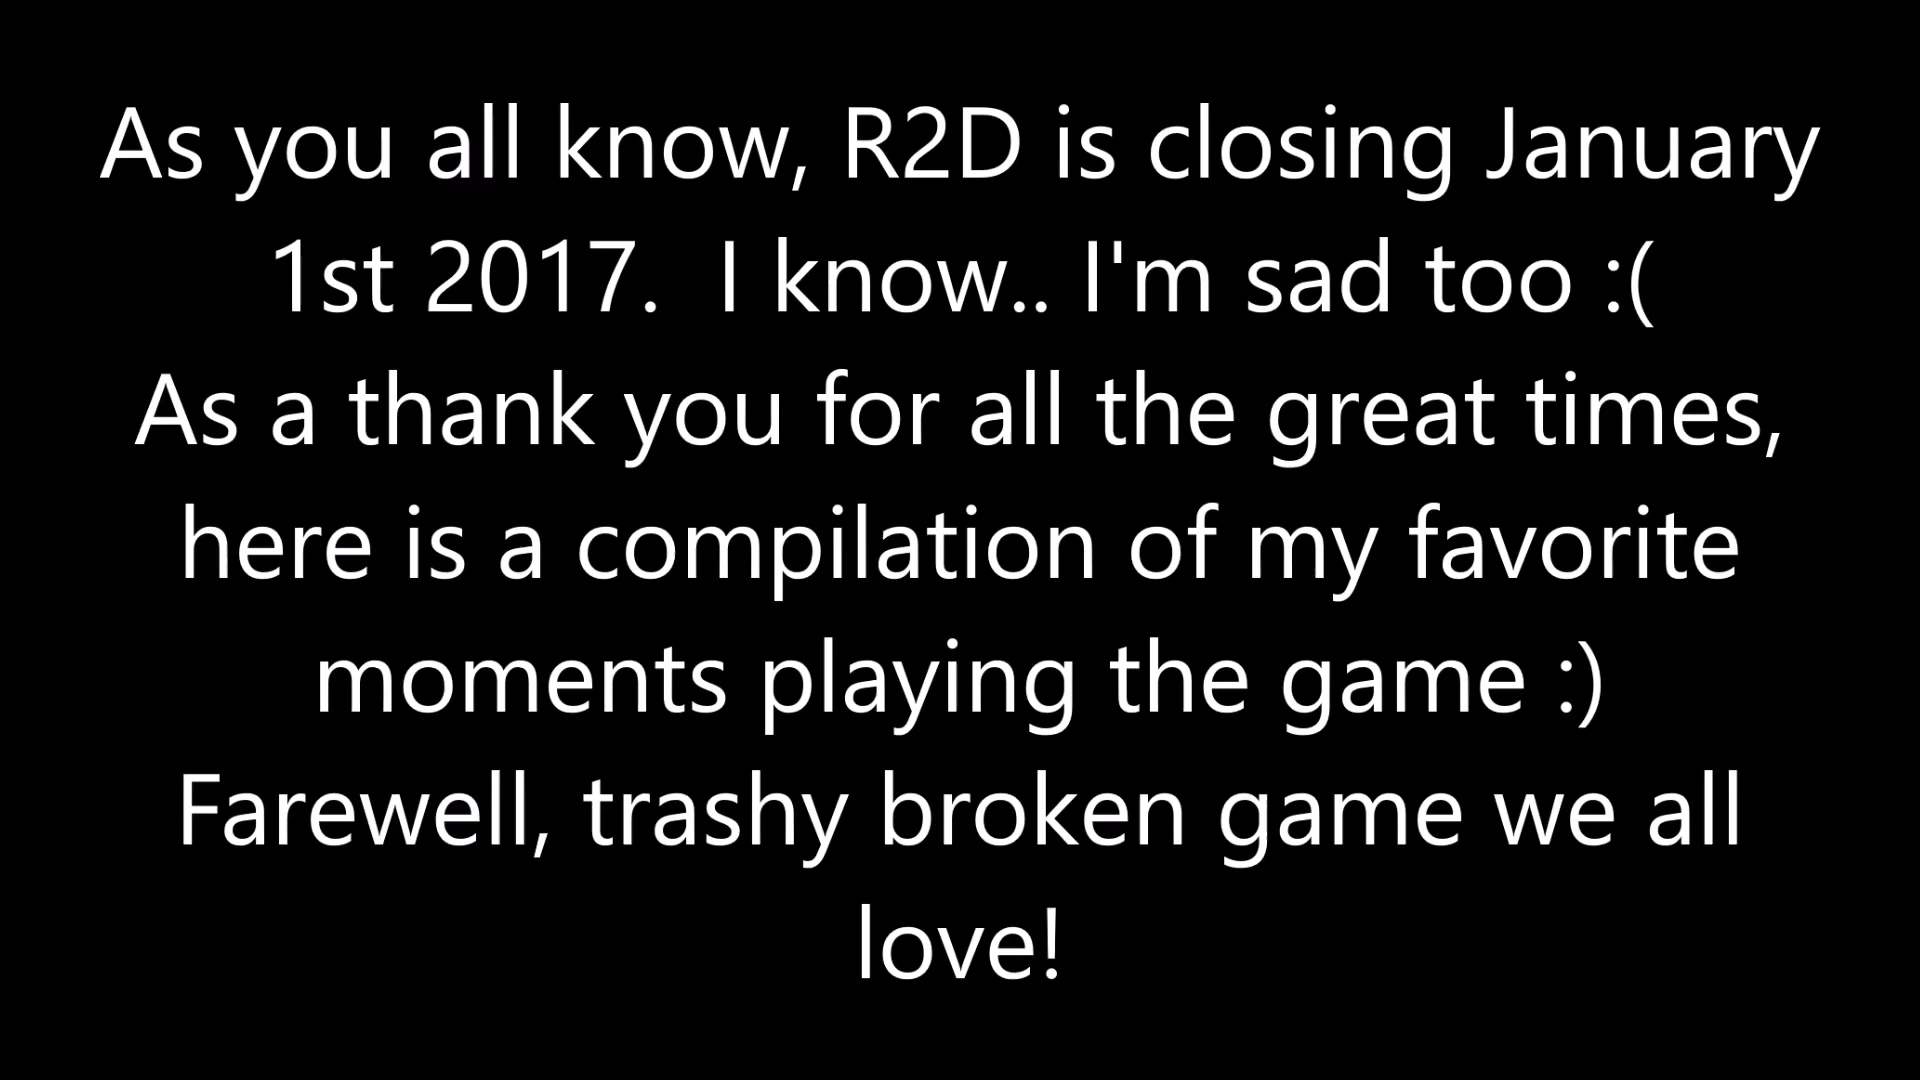 As you all know, R2D is closing January
1st 2017.  I know.. I'm sad too :(
As a thank you for all the great times,
here is a compilation of my favorite
moments playing the game :)
Farewell, trashy broken game we all
love!